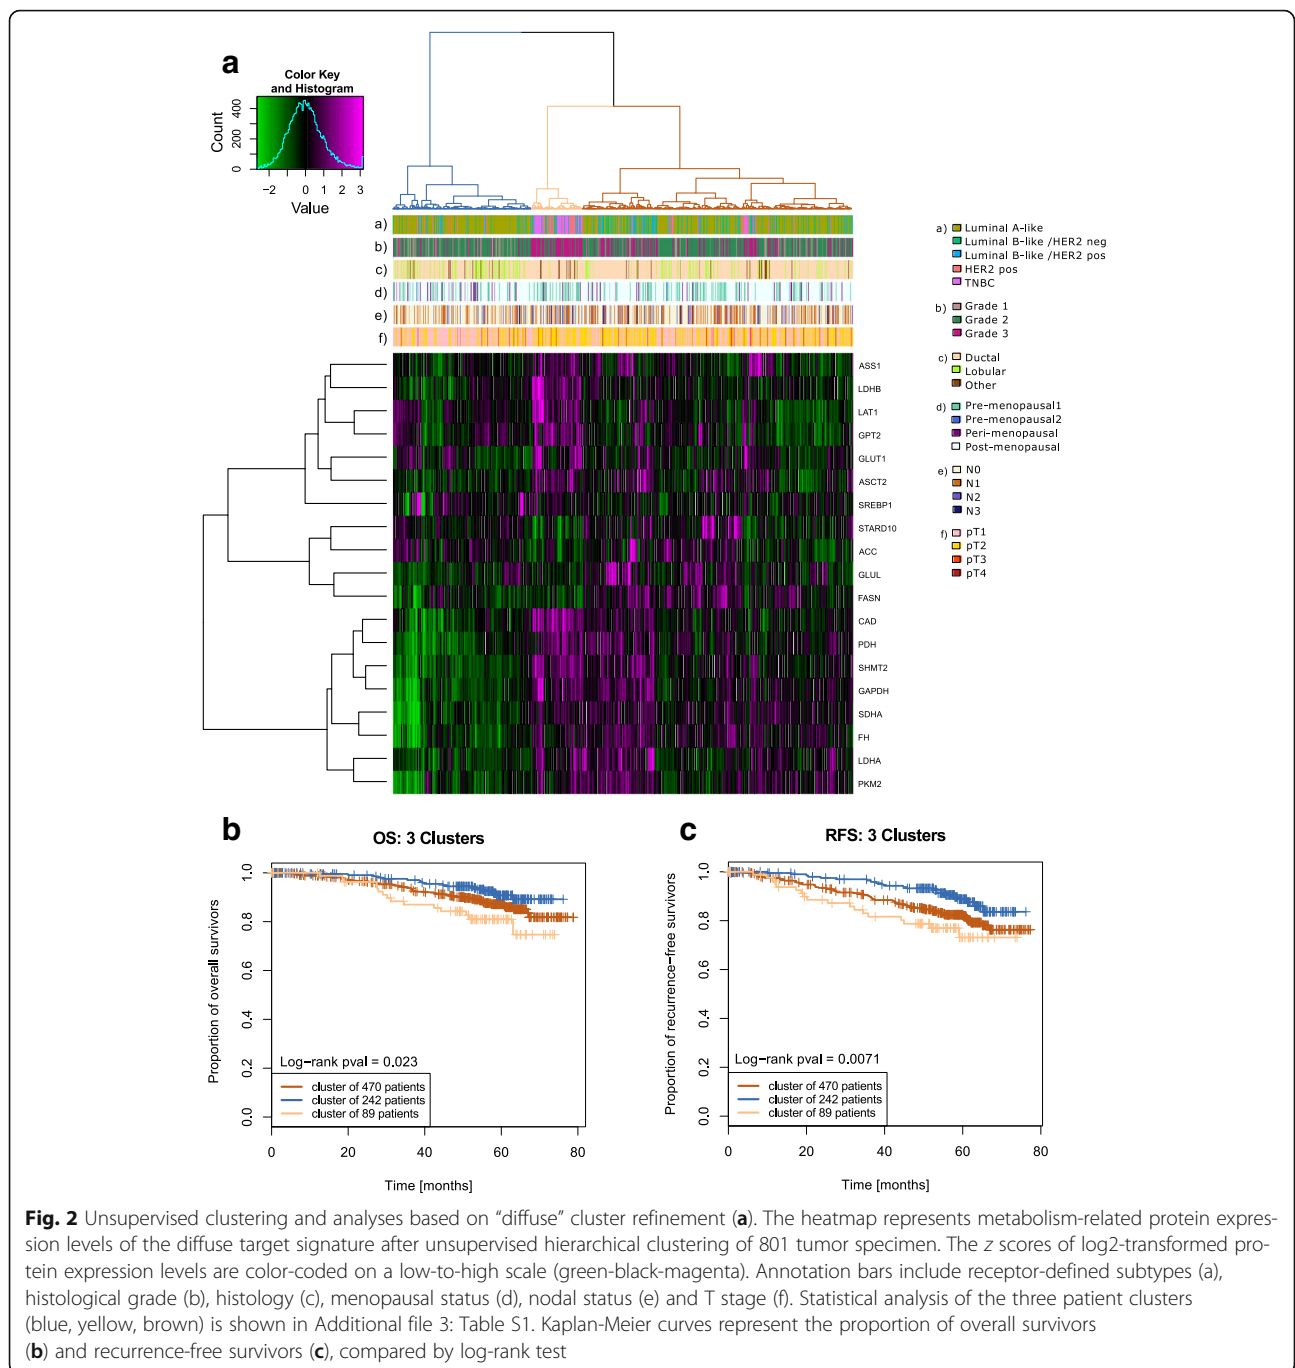 a
Color Key
and Histogram
Count
0
200
400
−2
0
1
2
3
Value
a)
b)
c)
d)
e)
f)
a)
Luminal A-like
Luminal B-like /HER2 neg
Luminal B-like /HER2 pos
HER2 pos
TNBC
b)
Grade 1
Grade 2
Grade 3
c)
Ductal
Lobular
Other
d)
Pre-menopausal1
Pre-menopausal2
Peri-menopausal
Post-menopausal
e)
N0
N1
N2
N3
f)
pT1
pT2
pT3
pT4
ASS1
LDHB
LAT1
GPT2
GLUT1
ASCT2
SREBP1
STARD10
ACC
GLUL
FASN
CAD
PDH
SHMT2
GAPDH
SDHA
FH
LDHA
PKM2
b
OS: 3 Clusters
Proportion of overall survivors
0.0
0.2
0.4
0.6
0.8
1.0
Log−rank pval = 0.023
cluster of 470 patients
cluster of 242 patients
cluster of 89 patients
0
20
40
60
80
Time [months]
c
RFS: 3 Clusters
Proportion of recurrence−free survivors
0.0
0.2
0.4
0.6
0.8
1.0
Log−rank pval = 0.0071
cluster of 470 patients
cluster of 242 patients
cluster of 89 patients
0
20
40
60
80
Time [months]
Fig. 2 Unsupervised clustering and analyses based on “diffuse” cluster refinement (a). The heatmap represents metabolism-related protein expres-
sion levels of the diffuse target signature after unsupervised hierarchical clustering of 801 tumor specimen. The z scores of log2-transformed pro-
tein expression levels are color-coded on a low-to-high scale (green-black-magenta). Annotation bars include receptor-defined subtypes (a),
histological grade (b), histology (c), menopausal status (d), nodal status (e) and T stage (f). Statistical analysis of the three patient clusters
(blue, yellow, brown) is shown in Additional file 3: Table S1. Kaplan-Meier curves represent the proportion of overall survivors
(b) and recurrence-free survivors (c), compared by log-rank test